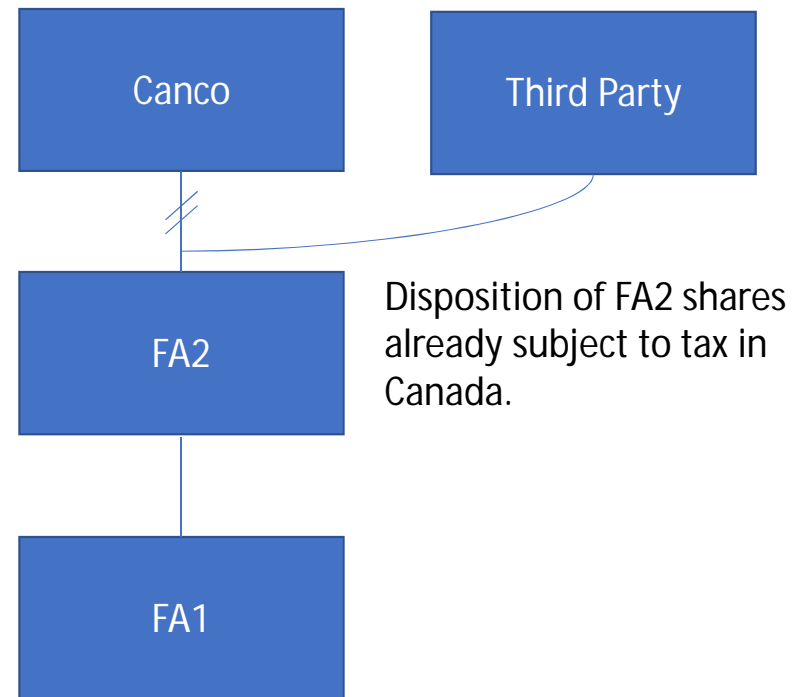 Canco
Third Party
Disposition of FA2 shares
already subject to tax in
Canada.
FA2
FA1